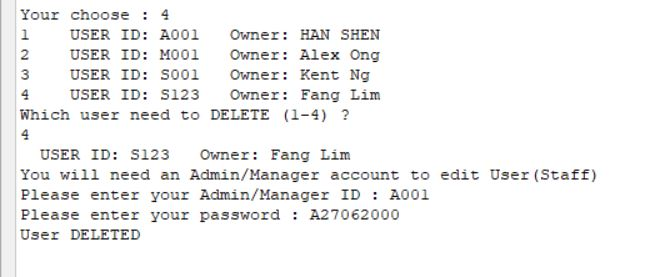 Your choose : 4
1    USER ID: A001   Owner: HAN SHEN
2    USER ID: M001   Owner: Alex Ong
3    USER ID: S001   Owner: Kent Ng
4    USER ID: S123   Owner: Fang Lim
Which user need to DELETE (1-4) ?
4
  USER ID: S123   Owner: Fang Lim
You will need an Admin/Manager account to edit User(Staff)
Please enter your Admin/Manager ID : A001
Please enter your password : A27062000
User DELETED